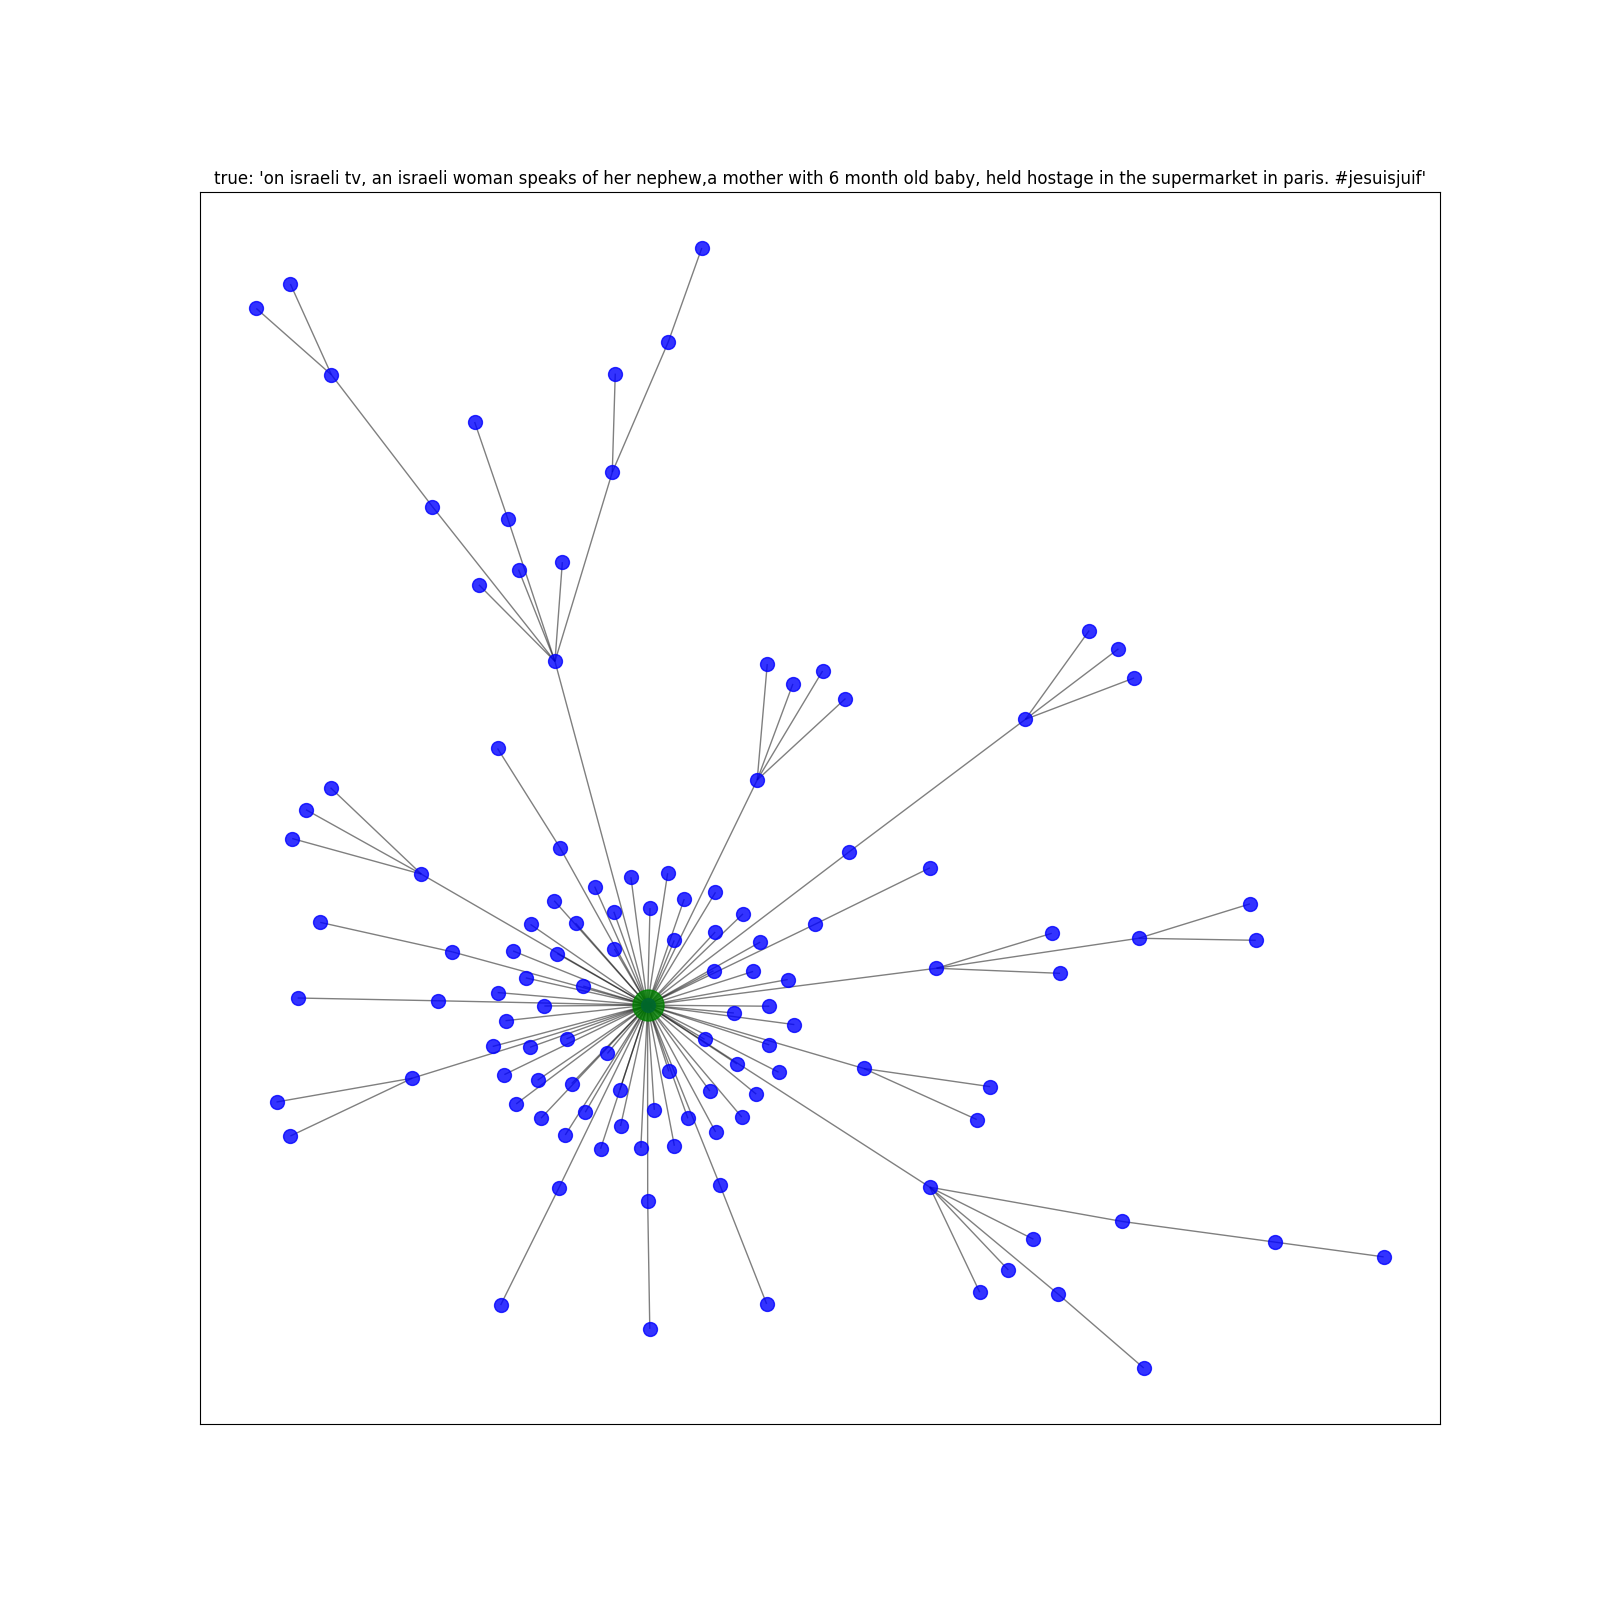 true: 'on israeli tv, an israeli woman speaks of her nephew,a mother with 6 month old baby, held hostage in the supermarket in paris. #jesuisjuif'